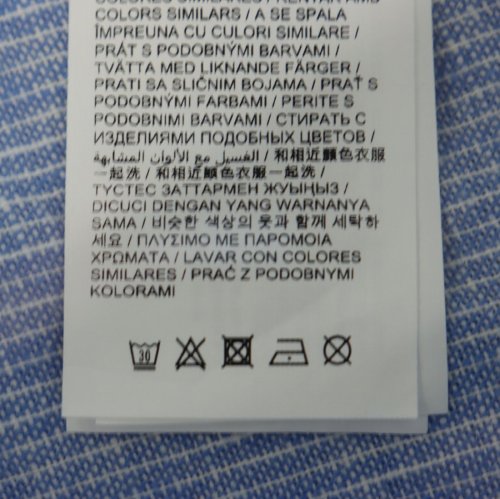 COLORS SIMILARS / A SE SPALA
ÎMPREUNA CU CULORI SIMILARE /
PRÁT S PODOBNÝMI BARVAMI /
TVÄTTA MED LIKNANDE FÄRGER /
PRATI SA SLIČNIM BOJAMA / PRAŤ S
PODOBNÝMI FARBAMI / PERITE S
PODOBNIMI BARVAMI / СТИРАТЬ С
ИЗДЕЛИЯМИ ПОДОБНЫХ ЦВЕТОВ /
الغسيل مع الألوان المشابهة / 和相近顏色衣服
一起洗 / 和相近顏色衣服一起洗 /
ТҮСТЕС ЗАТТАРМЕН ЖУЫҢЫЗ /
DICUCI DENGAN YANG WARNANYA
SAMA / 비슷한 색상의 옷과 함께 세탁하
세요 / ΠΛΥΣΙΜΟ ΜΕ ΠΑΡΟΜΟΙΑ
ΧΡΩΜΑΤΑ / LAVAR CON COLORES
SIMILARES / PRAĆ Z PODOBNYMI
KOLORAMI
30